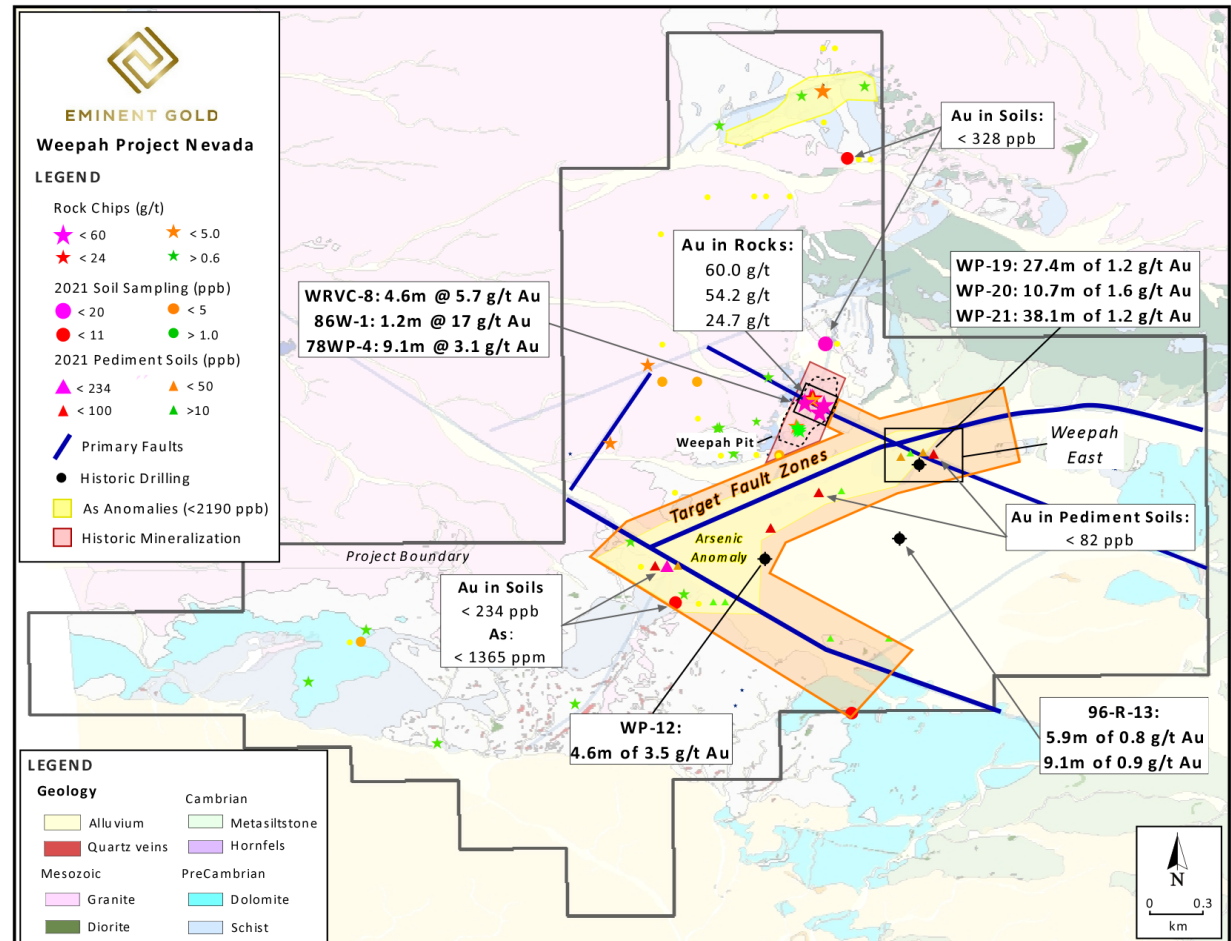 EMINENT GOLD
Weepah Project Nevada
LEGEND
Rock Chips (g/t)
< 60
< 5.0
< 24
> 0.6
2021 Soil Sampling (ppb)
< 20
< 5
< 11
> 1.0
2021 Pediment Soils (ppb)
< 234
< 50
< 100
>10
Primary Faults
Historic Drilling
As Anomalies (<2190 ppb)
Historic Mineralization
Au in Soils:
< 328 ppb
Au in Rocks:
60.0 g/t
54.2 g/t
24.7 g/t
WP-19: 27.4m of 1.2 g/t Au
WP-20: 10.7m of 1.6 g/t Au
WP-21: 38.1m of 1.2 g/t Au
WRVC-8: 4.6m @ 5.7 g/t Au
86W-1: 1.2m @ 17 g/t Au
78WP-4: 9.1m @ 3.1 g/t Au
Weepah Pit
Weepah
East
Target Fault Zones
Arsenic
Anomaly
Au in Pediment Soils:
< 82 ppb
Project Boundary
Au in Soils
< 234 ppb
As:
< 1365 ppm
WP-12:
4.6m of 3.5 g/t Au
96-R-13:
5.9m of 0.8 g/t Au
9.1m of 0.9 g/t Au
LEGEND
Geology
Alluvium
Quartz veins
Mesozoic
Granite
Diorite
Cambrian
Metasiltstone
Hornfels
PreCambrian
Dolomite
Schist
N
0 0.3
km